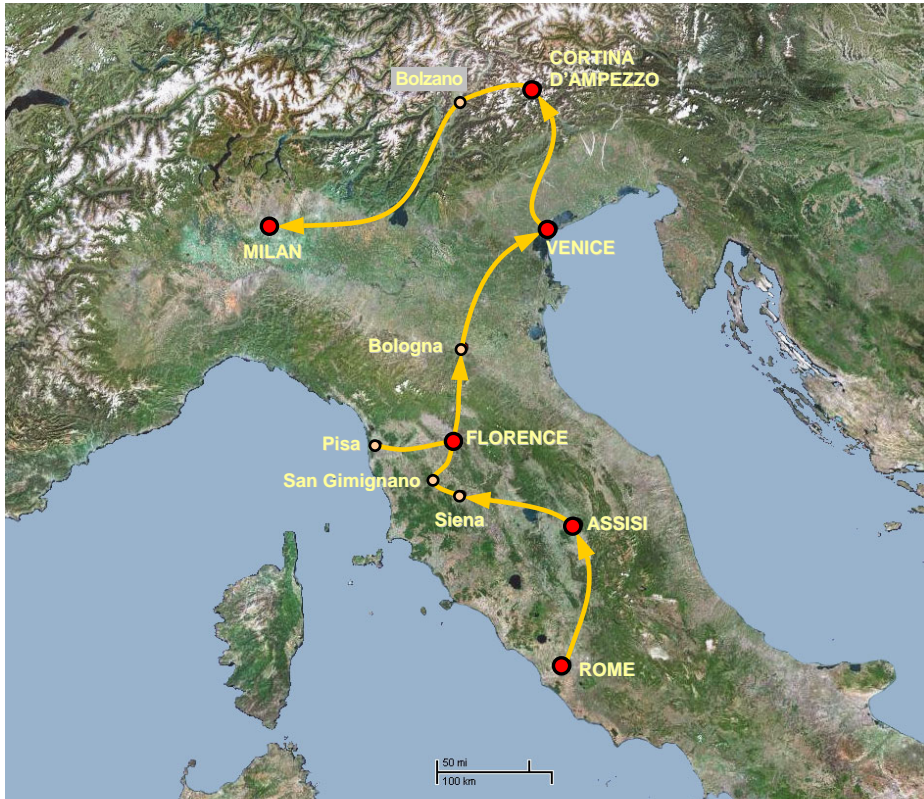 CORTINA
D'AMPEZZO
Bolzano
MILAN
VENICE
Bologna
FLORENCE
Pisa
San Gimignano
Siena
ASSISI
ROME
50 mi
100 km